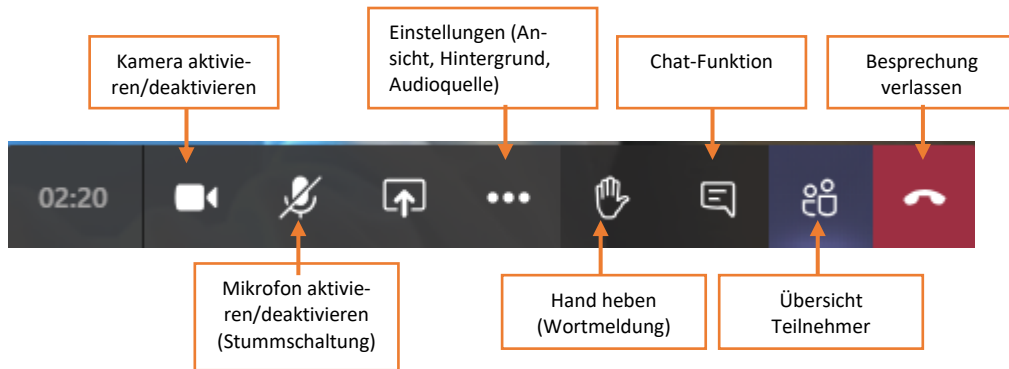 Kamera aktivie-
ren/deaktivieren
Einstellungen (An-
sicht, Hintergrund,
Audioquelle)
Chat-Funktion
Besprechung
verlassen
02:20
Mikrofon aktivie-
ren/deaktivieren
(Stummschaltung)
Hand heben
(Wortmeldung)
Übersicht
Teilnehmer